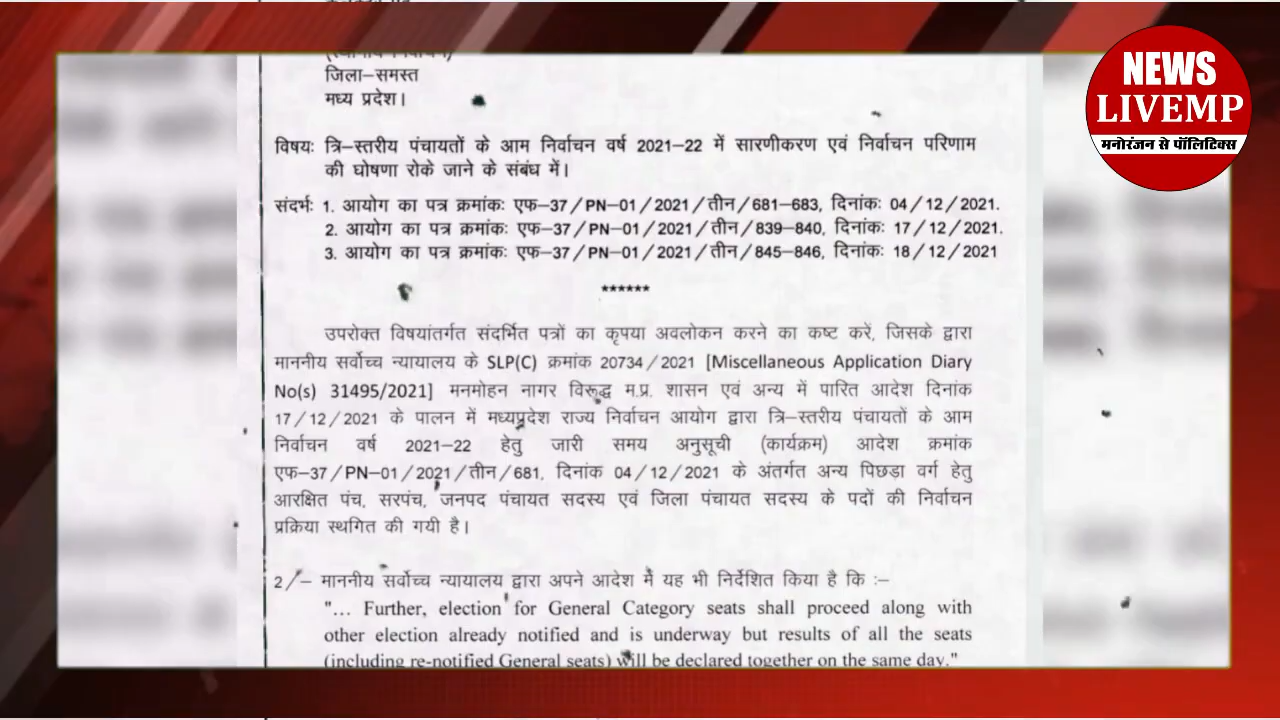 (स्थानीय निर्वाचन)
जिला–समस्त
मध्य प्रदेश।
विषयः त्रि–स्तरीय पंचायतों के आम निर्वाचन वर्ष 2021–22 में सारणीकरण एवं निर्वाचन परिणाम
की घोषणा रोके जाने के संबंध में।
संदर्भः 1. आयोग का पत्र क्रमांकः एफ–37/PN–01/2021/तीन/681–683, दिनांकः 04/12/2021.
2. आयोग का पत्र क्रमांकः एफ–37/PN–01/2021/तीन/839–840, दिनांकः 17/12/2021.
3. आयोग का पत्र क्रमांकः एफ–37/PN–01/2021/तीन/845–846, दिनांकः 18/12/2021
******
उपरोक्त विषयांतर्गत संदर्भित पत्रों का कृपया अवलोकन करने का कष्ट करें, जिसके द्वारा
माननीय सर्वोच्च न्यायालय के SLP(C) क्रमांक 20734/2021 [Miscellaneous Application Diary
No(s) 31495/2021] मनमोहन नागर विरूद्ध म.प्र. शासन एवं अन्य में पारित आदेश दिनांक
17/12/2021 के पालन में मध्यप्रदेश राज्य निर्वाचन आयोग द्वारा त्रि–स्तरीय पंचायतों के आम
निर्वाचन वर्ष 2021–22 हेतु जारी समय अनुसूची (कार्यक्रम) आदेश क्रमांक
एफ–37/PN–01/2021/तीन/681, दिनांक 04/12/2021 के अंतर्गत अन्य पिछड़ा वर्ग हेतु
आरक्षित पंच, सरपंच, जनपद पंचायत सदस्य एवं जिला पंचायत सदस्य के पदों की निर्वाचन
प्रक्रिया स्थगित की गयी है।
2/– माननीय सर्वोच्च न्यायालय द्वारा अपने आदेश में यह भी निर्देशित किया है कि :–
"... Further, election for General Category seats shall proceed along with
other election already notified and is underway but results of all the seats
(including re-notified General seats) will be declared together on the same day."
NEWS
LIVEMP
मनोरंजन से पॉलिटिक्स